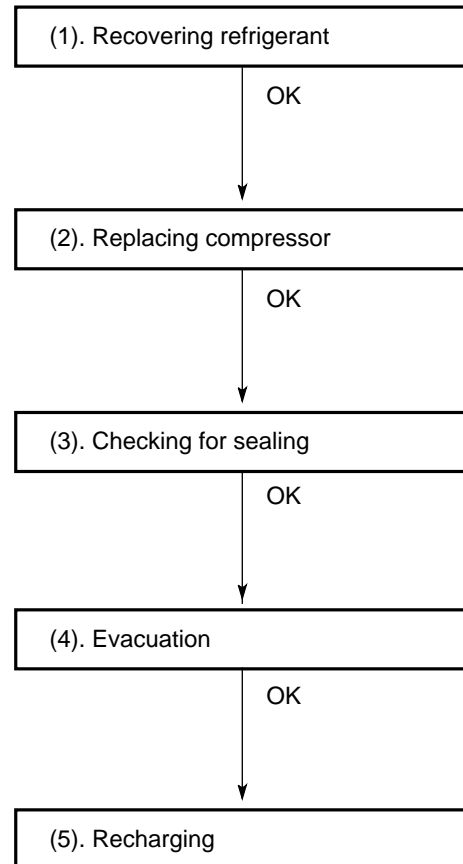 (1). Recovering refrigerant
OK
(2). Replacing compressor
OK
(3). Checking for sealing
OK
(4). Evacuation
OK
(5). Recharging